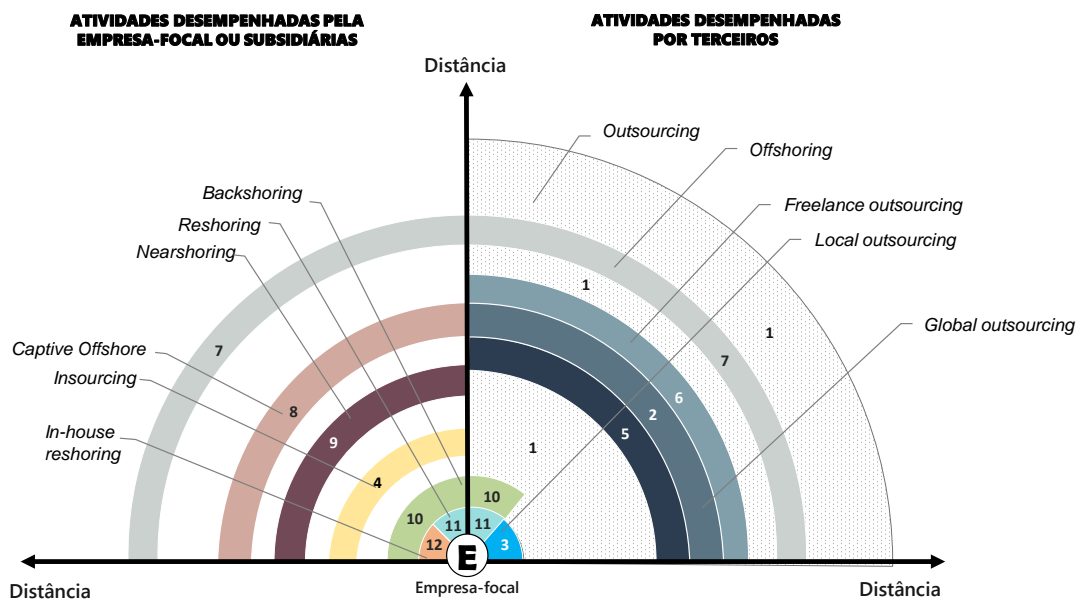 ATIVIDADES DESEMPENHADAS PELA
EMPRESA-FOCAL OU SUBSIDIÁRIAS
ATIVIDADES DESEMPENHADAS
POR TERCEIROS
Distância
Outsourcing
Offshoring
Backshoring
Freelance outsourcing
Reshoring
Local outsourcing
Nearshoring
1
1
Global outsourcing
7
7
Captive Offshore
Insourcing
6
8
2
In-house
reshoring
9
5
1
4
10
10
11
11
12
3
E
Empresa-focal
Distância
Distância